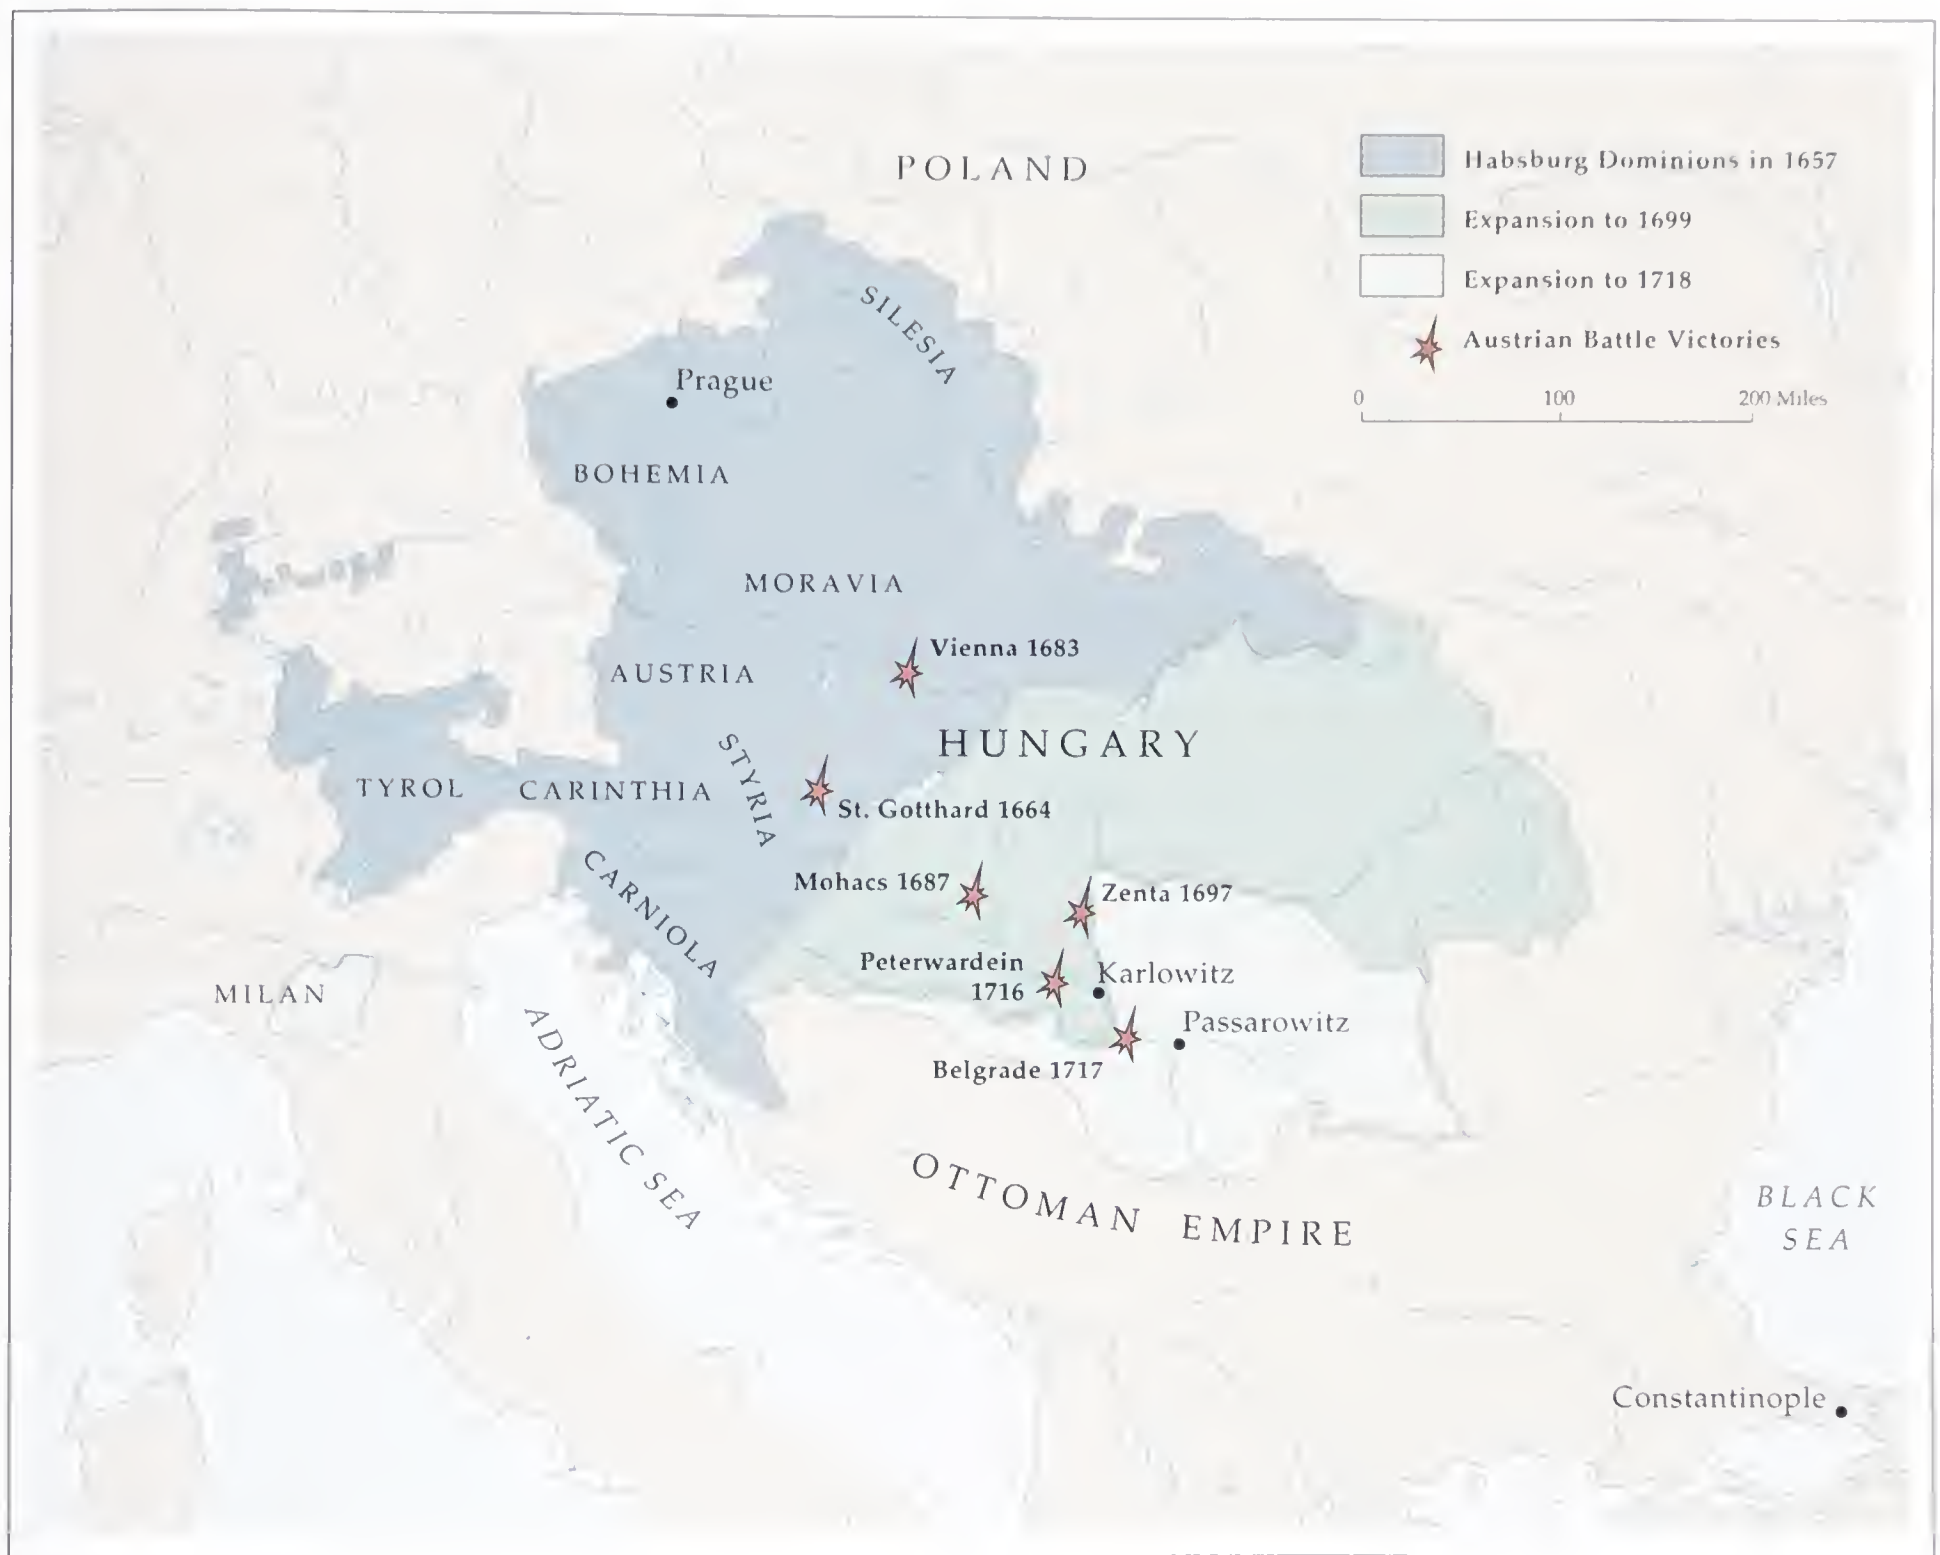 POLAND
Habsburg Dominions in 1657
Expansion to 1699
Expansion to 1718
Austrian Battle Victories
0 100 200 Miles
SILESIA
Prague
BOHEMIA
MORAVIA
Vienna 1683
AUSTRIA
HUNGARY
STYRIA
TYROL
CARINTHIA
St. Gotthard 1664
CARNIOLA
Mohacs 1687
Zenta 1697
Peterwardein
1716
Karlowitz
MILAN
Passarowitz
Belgrade 1717
ADRIATIC SEA
OTTOMAN EMPIRE
BLACK
SEA
Constantinople